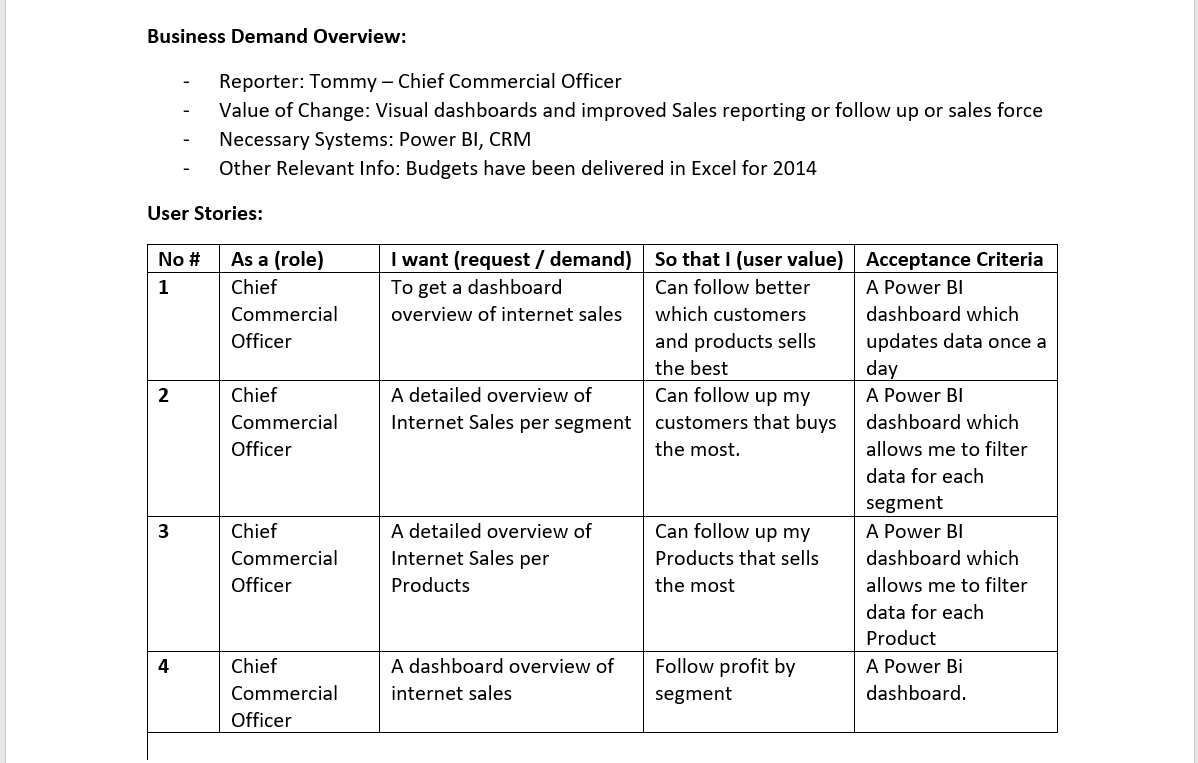 Business Demand Overview:
- Reporter: Tommy – Chief Commercial Officer
- Value of Change: Visual dashboards and improved Sales reporting or follow up or sales force
- Necessary Systems: Power BI, CRM
- Other Relevant Info: Budgets have been delivered in Excel for 2014
User Stories:
No # As a (role) I want (request / demand) So that I (user value) Acceptance Criteria
1 Chief To get a dashboard Can follow better A Power BI
Commercial overview of internet sales which customers dashboard which
Officer and products sells updates data once a
the best day
2 Chief A detailed overview of Can follow up my A Power BI
Commercial Internet Sales per segment customers that buys dashboard which
Officer the most. allows me to filter
data for each
segment
3 Chief A detailed overview of Can follow up my A Power BI
Commercial Internet Sales per Products that sells dashboard which
Officer Products the most allows me to filter
data for each
Product
4 Chief A dashboard overview of Follow profit by A Power Bi
Commercial internet sales segment dashboard.
Officer